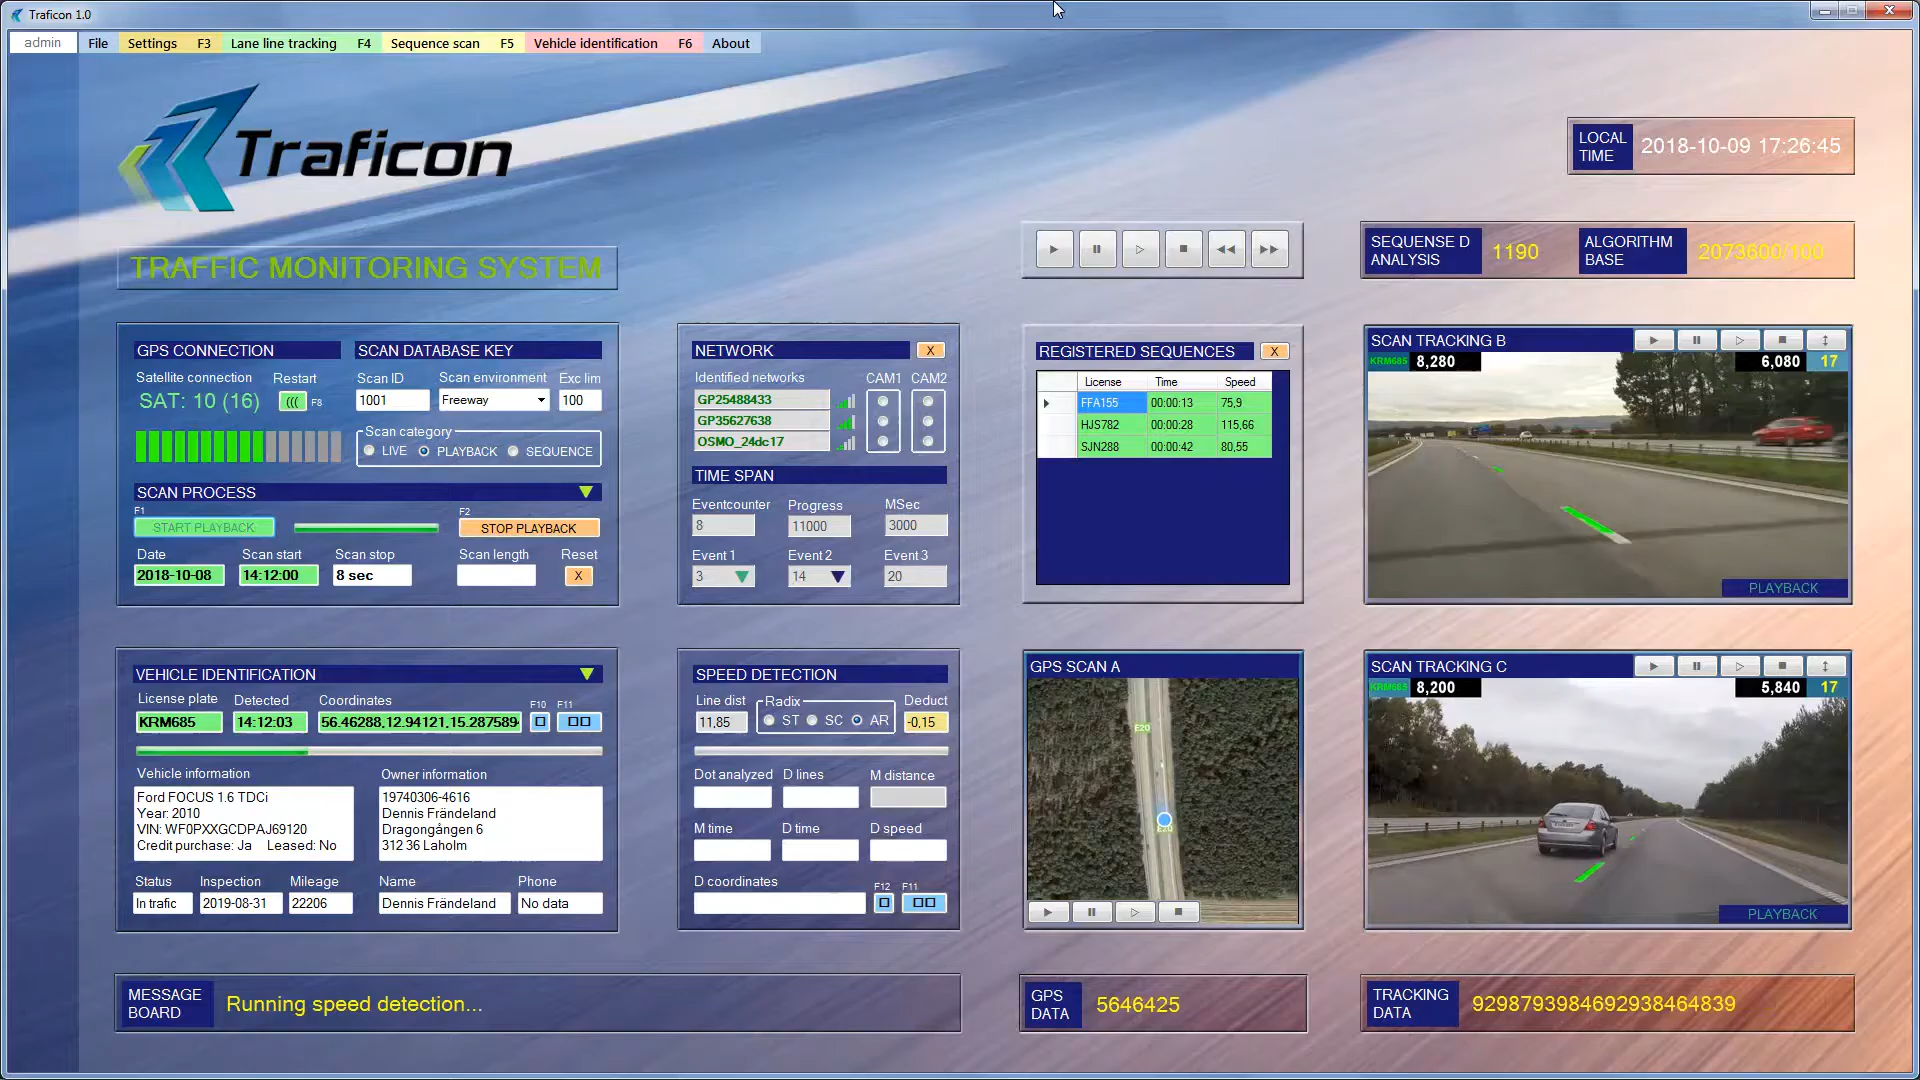 Traficon 1.0
admin File Settings F3 Lane line tracking F4 Sequence scan F5 Vehicle identification F6 About
Traficon
LOCAL TIME 2018-10-09 17:26:45
TRAFFIC MONITORING SYSTEM
SEQUENSE D ANALYSIS 1190
ALGORITHM BASE 2073600/100
GPS CONNECTION
Satellite connection Restart
SAT: 10 (16) ((( F8
SCAN DATABASE KEY
Scan ID Scan environment Exc lim
1001 Freeway 100
Scan category
LIVE PLAYBACK SEQUENCE
SCAN PROCESS
F1 F2
START PLAYBACK STOP PLAYBACK
Date Scan start Scan stop Scan length Reset
2018-10-08 14:12:00 8 sec X
NETWORK X
Identified networks CAM1 CAM2
GP25488433
GP35627638
OSMO_24dc17
TIME SPAN
Eventcounter Progress MSec
8 11000 3000
Event 1 Event 2 Event 3
3 14 20
REGISTERED SEQUENCES X
License Time Speed
FFA155 00:00:13 75,9
HJS782 00:00:28 115,66
SJN288 00:00:42 80,55
SCAN TRACKING B
KRM685 8,280 6,080 17
PLAYBACK
VEHICLE IDENTIFICATION
License plate Detected Coordinates F10 F11
KRM685 14:12:03 56.46288,12.94121,15.287589
Vehicle information
Ford FOCUS 1.6 TDCi
Year: 2010
VIN: WF0PXXGCDPAJ69120
Credit purchase: Ja Leased: No
Owner information
19740306-4616
Dennis Frändeland
Dragongången 6
312 36 Laholm
Status Inspection Mileage Name Phone
In trafic 2019-08-31 22206 Dennis Frändeland No data
SPEED DETECTION
Line dist Radix Deduct
11,85 ST SC AR -0,15
Dot analyzed D lines M distance
M time D time D speed
D coordinates F12 F11
GPS SCAN A
E20
E20
SCAN TRACKING C
KRM685 8,200 5,840 17
PLAYBACK
MESSAGE BOARD Running speed detection...
GPS DATA 5646425
TRACKING DATA 9298793984692938464839